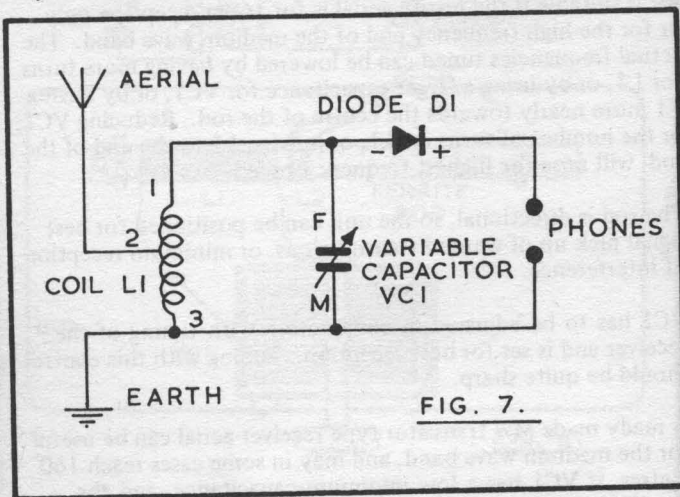 AERIAL
DIODE D1
+
1
2
COIL L1
3
F
VARIABLE
CAPACITOR
M
VC1
PHONES
EARTH
FIG. 7.